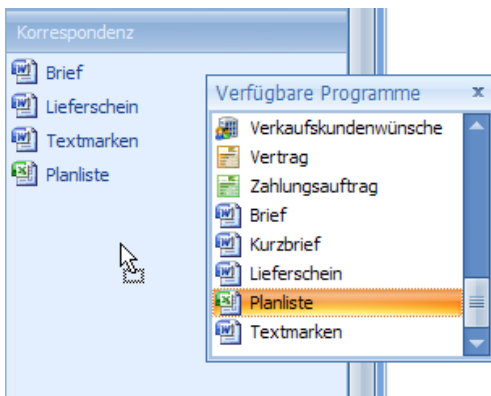 Korrespondenz
Brief
Lieferschein
Textmarken
Planliste
Verfügbare Programme
Verkaufskundenwünsche
Vertrag
Zahlungsauftrag
Brief
Kurzbrief
Lieferschein
Planliste
Textmarken